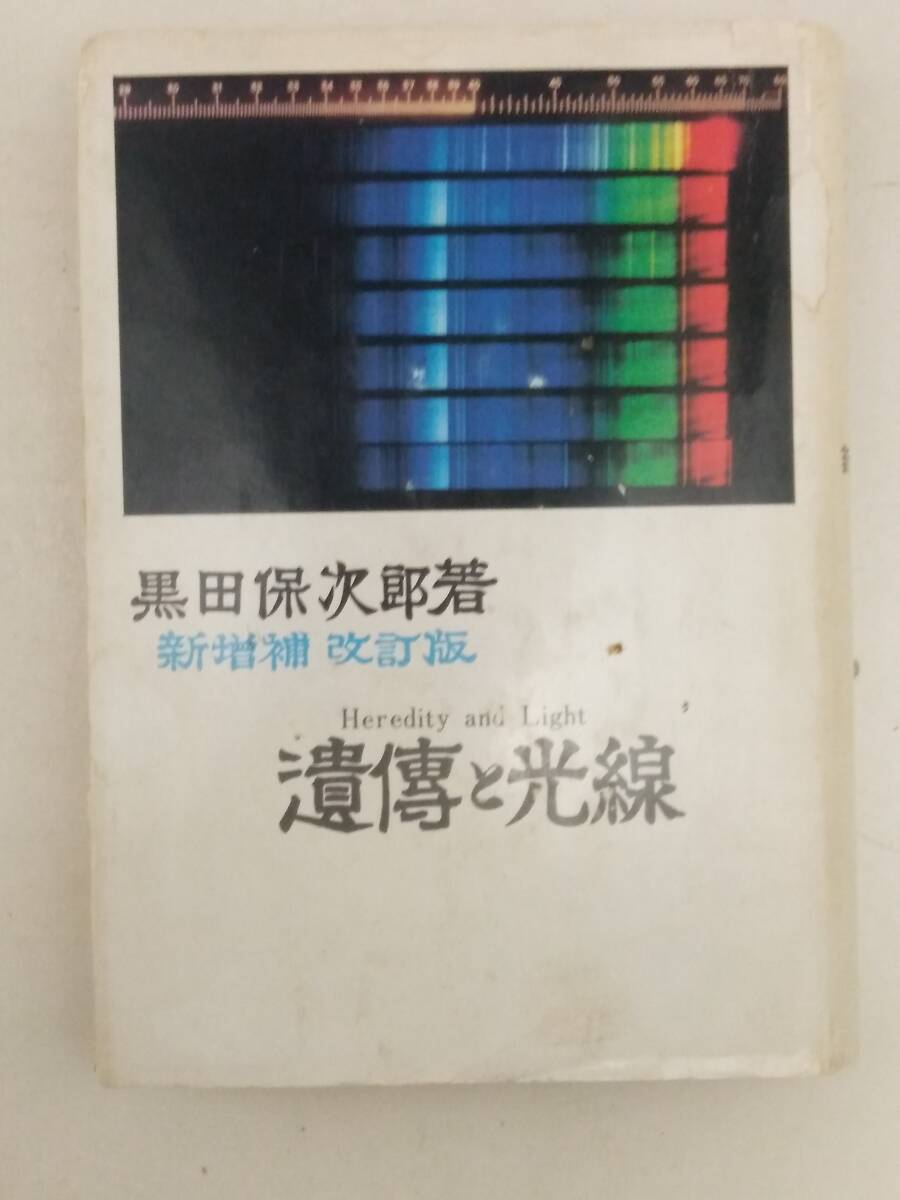 黒田保次郎著
新増補 改訂版
Heredity and Light
遺傳と光線